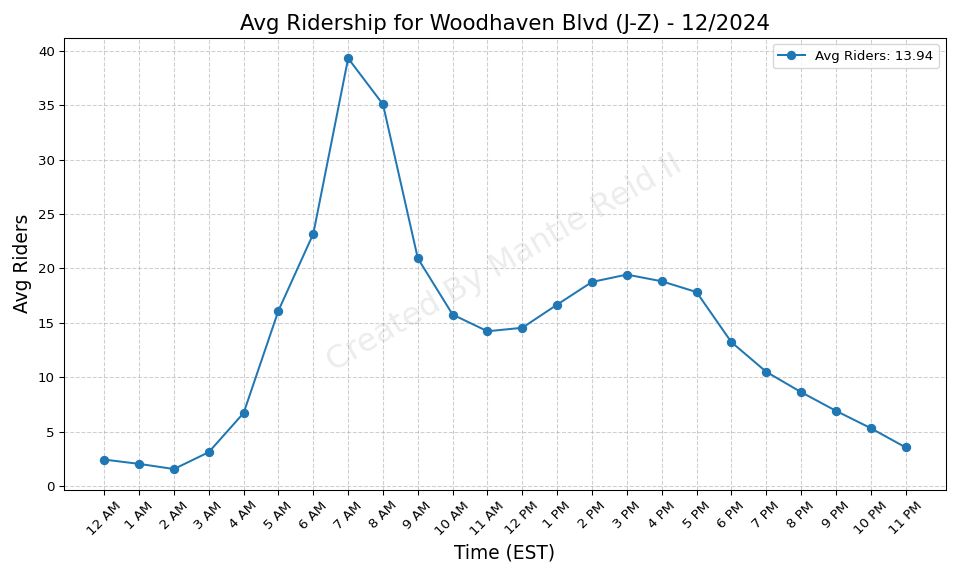 Avg Ridership for Woodhaven Blvd (J-Z) - 12/2024
Avg Riders: 13.94
40
35
30
25
20
15
10
5
0
Avg Riders
Created By Mantle Reid II
12 AM
1 AM
2 AM
3 AM
4 AM
5 AM
6 AM
7 AM
8 AM
9 AM
10 AM
11 AM
12 PM
1 PM
2 PM
3 PM
4 PM
5 PM
6 PM
7 PM
8 PM
9 PM
10 PM
11 PM
Time (EST)